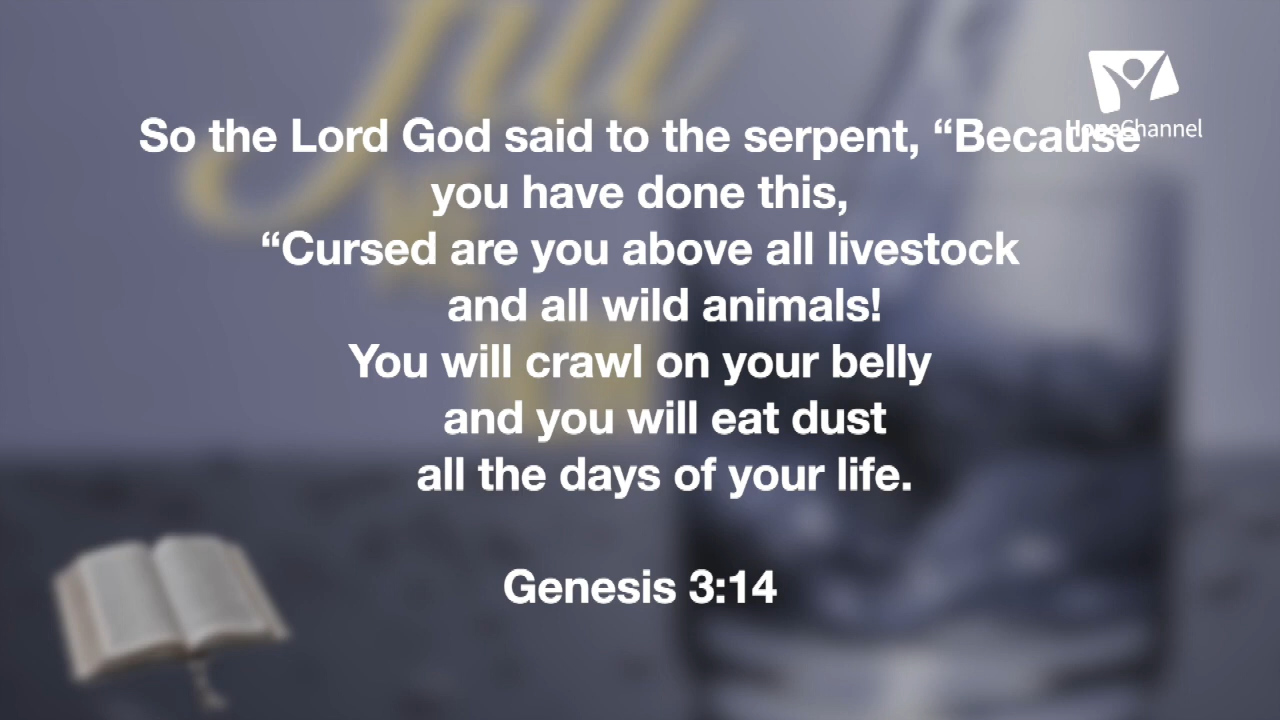 HopeChannel
So the Lord God said to the serpent, “Because
you have done this,
“Cursed are you above all livestock
and all wild animals!
You will crawl on your belly
and you will eat dust
all the days of your life.
Genesis 3:14
fill